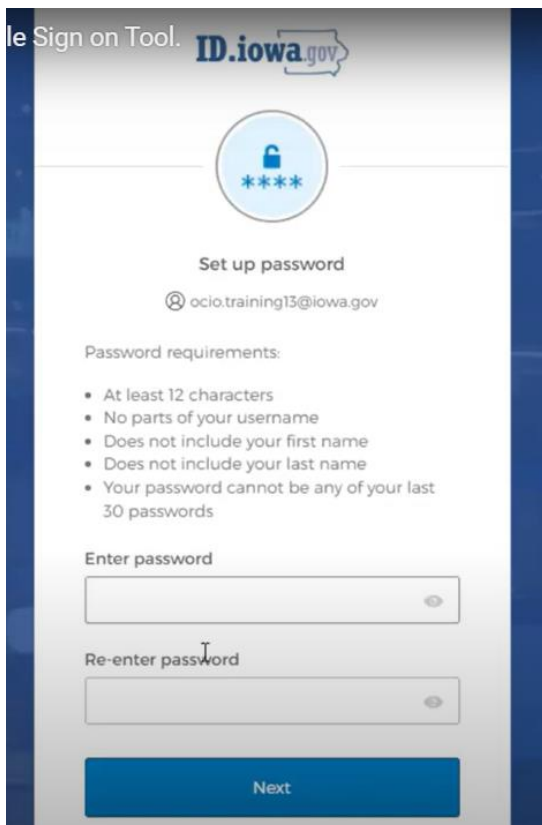 le Sign on Tool.
ID.iowa.gov
****
Set up password
ocio.training13@iowa.gov
Password requirements:
• At least 12 characters
• No parts of your username
• Does not include your first name
• Does not include your last name
• Your password cannot be any of your last
30 passwords
Enter password
Re-enter password
Next